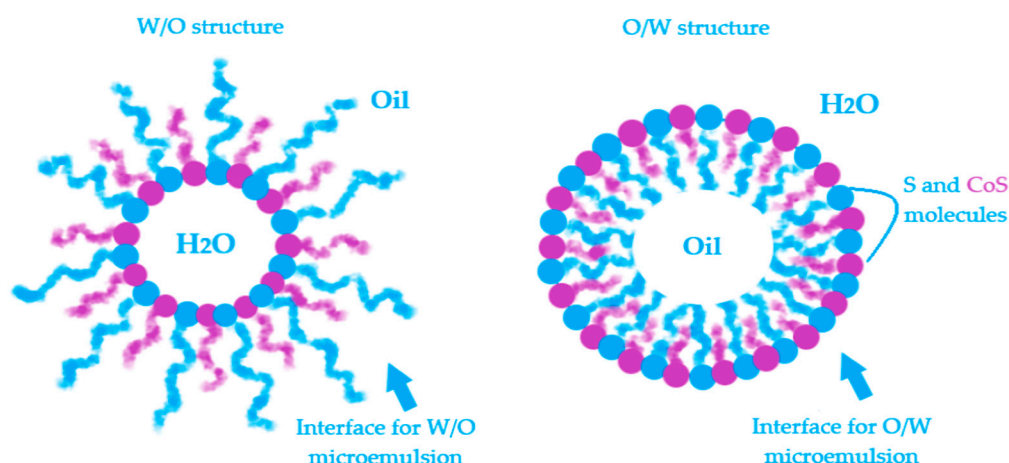 W/O structure
O/W structure
Oil
H2O
H2O
Oil
S and CoS
molecules
Interface for W/O
microemulsion
Interface for O/W
microemulsion